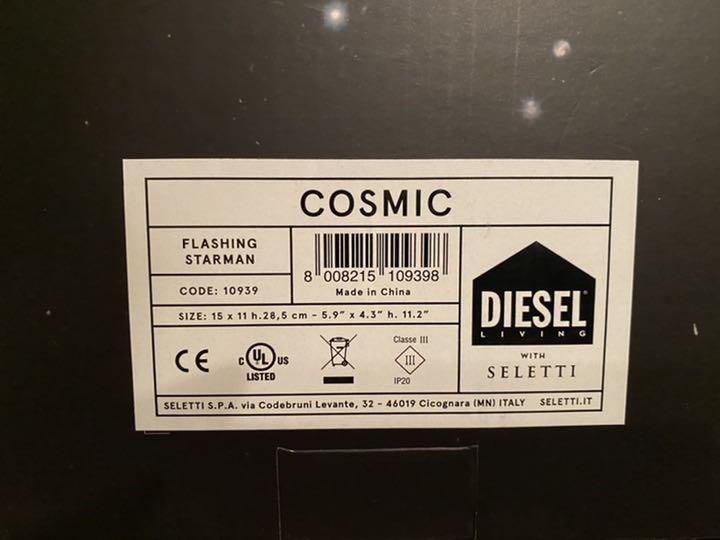 COSMIC
FLASHING
STARMAN
8 008215 109398
Made in China
CODE: 10939
SIZE: 15 x 11 h.28,5 cm - 5.9" x 4.3" h. 11.2"
CE
C UL US
LISTED
Classe III
III
IP20
DIESEL
LIVING
WITH
SELETTI
SELETTI S.P.A. via Codebruni Levante, 32 - 46019 Cicognara (MN) ITALY SELETTI.IT